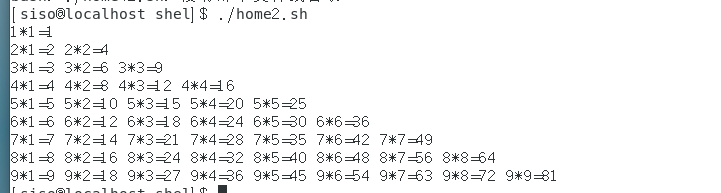 [siso@localhost shel]$ ./home2.sh
1*1=1
2*1=2 2*2=4
3*1=3 3*2=6 3*3=9
4*1=4 4*2=8 4*3=12 4*4=16
5*1=5 5*2=10 5*3=15 5*4=20 5*5=25
6*1=6 6*2=12 6*3=18 6*4=24 6*5=30 6*6=36
7*1=7 7*2=14 7*3=21 7*4=28 7*5=35 7*6=42 7*7=49
8*1=8 8*2=16 8*3=24 8*4=32 8*5=40 8*6=48 8*7=56 8*8=64
9*1=9 9*2=18 9*3=27 9*4=36 9*5=45 9*6=54 9*7=63 9*8=72 9*9=81
[siso@localhost shel]$